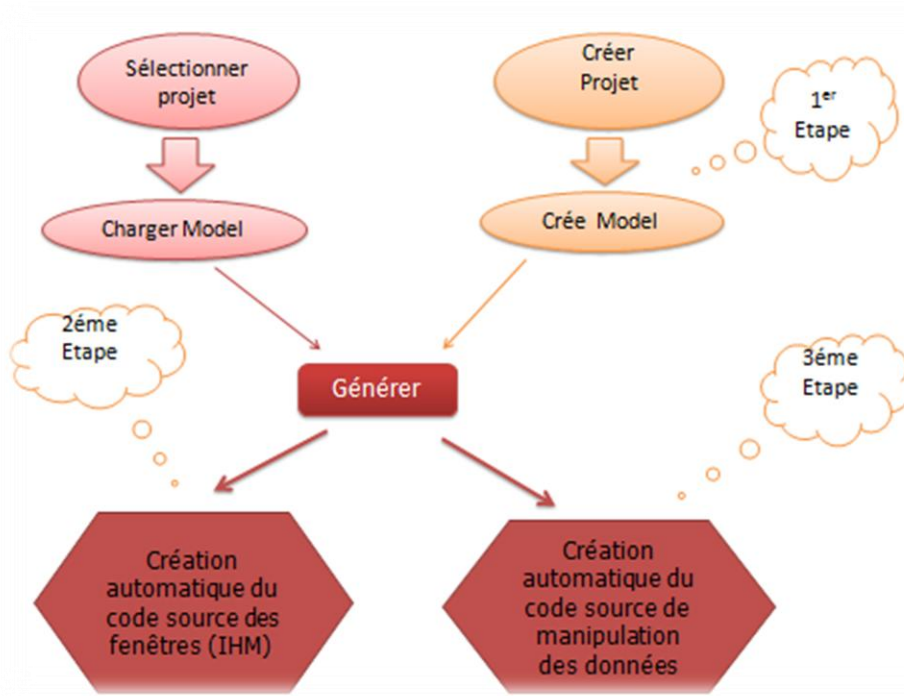 Sélectionner
projet
Créer
Projet
1er
Etape
Charger Model
Crée Model
2éme
Etape
Générer
3éme
Etape
Création
automatique du
code source des
fenêtres (IHM)
Création
automatique du
code source de
manipulation
des données